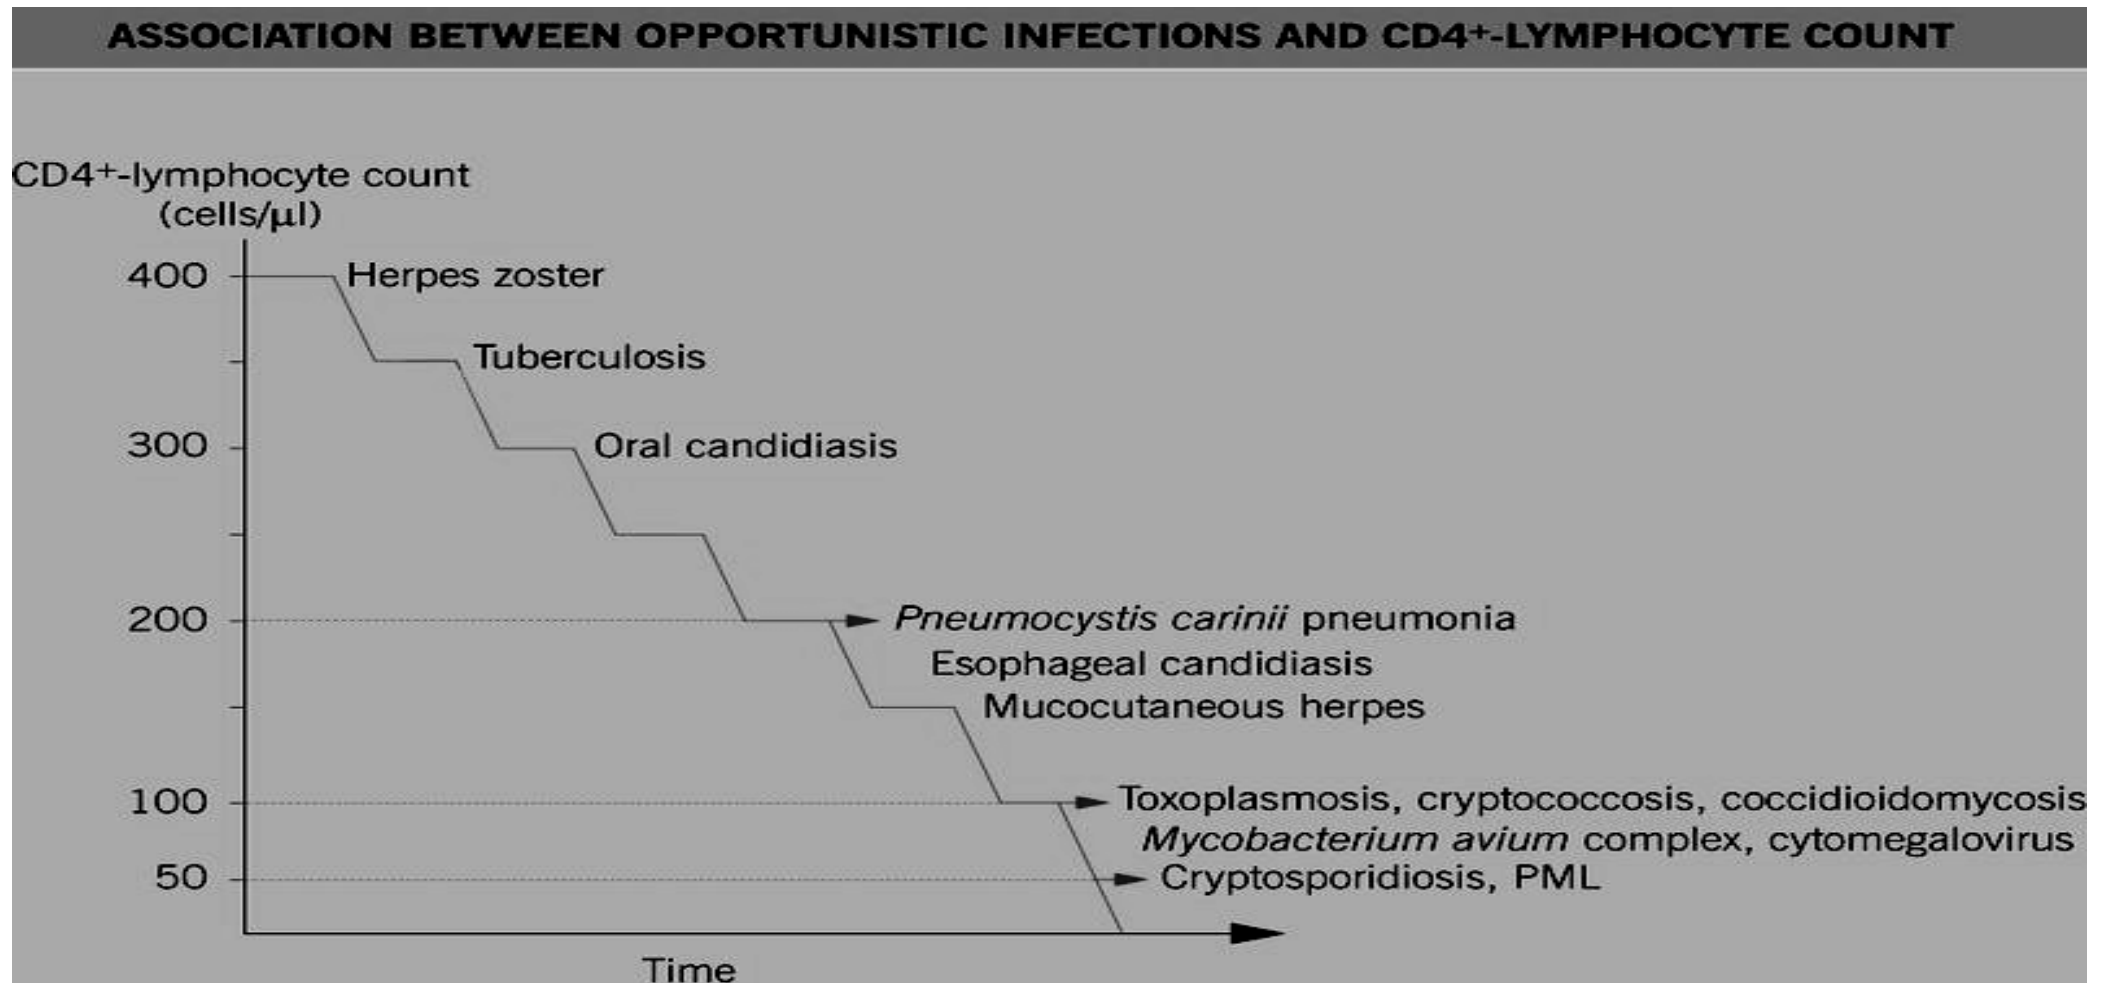 ASSOCIATION BETWEEN OPPORTUNISTIC INFECTIONS AND CD4+-LYMPHOCYTE COUNT
CD4+-lymphocyte count
(cells/µl)
400
Herpes zoster
Tuberculosis
300
Oral candidiasis
200
Pneumocystis carinii pneumonia
Esophageal candidiasis
Mucocutaneous herpes
100
Toxoplasmosis, cryptococcosis, coccidioidomycosis
Mycobacterium avium complex, cytomegalovirus
50
Cryptosporidiosis, PML
Time